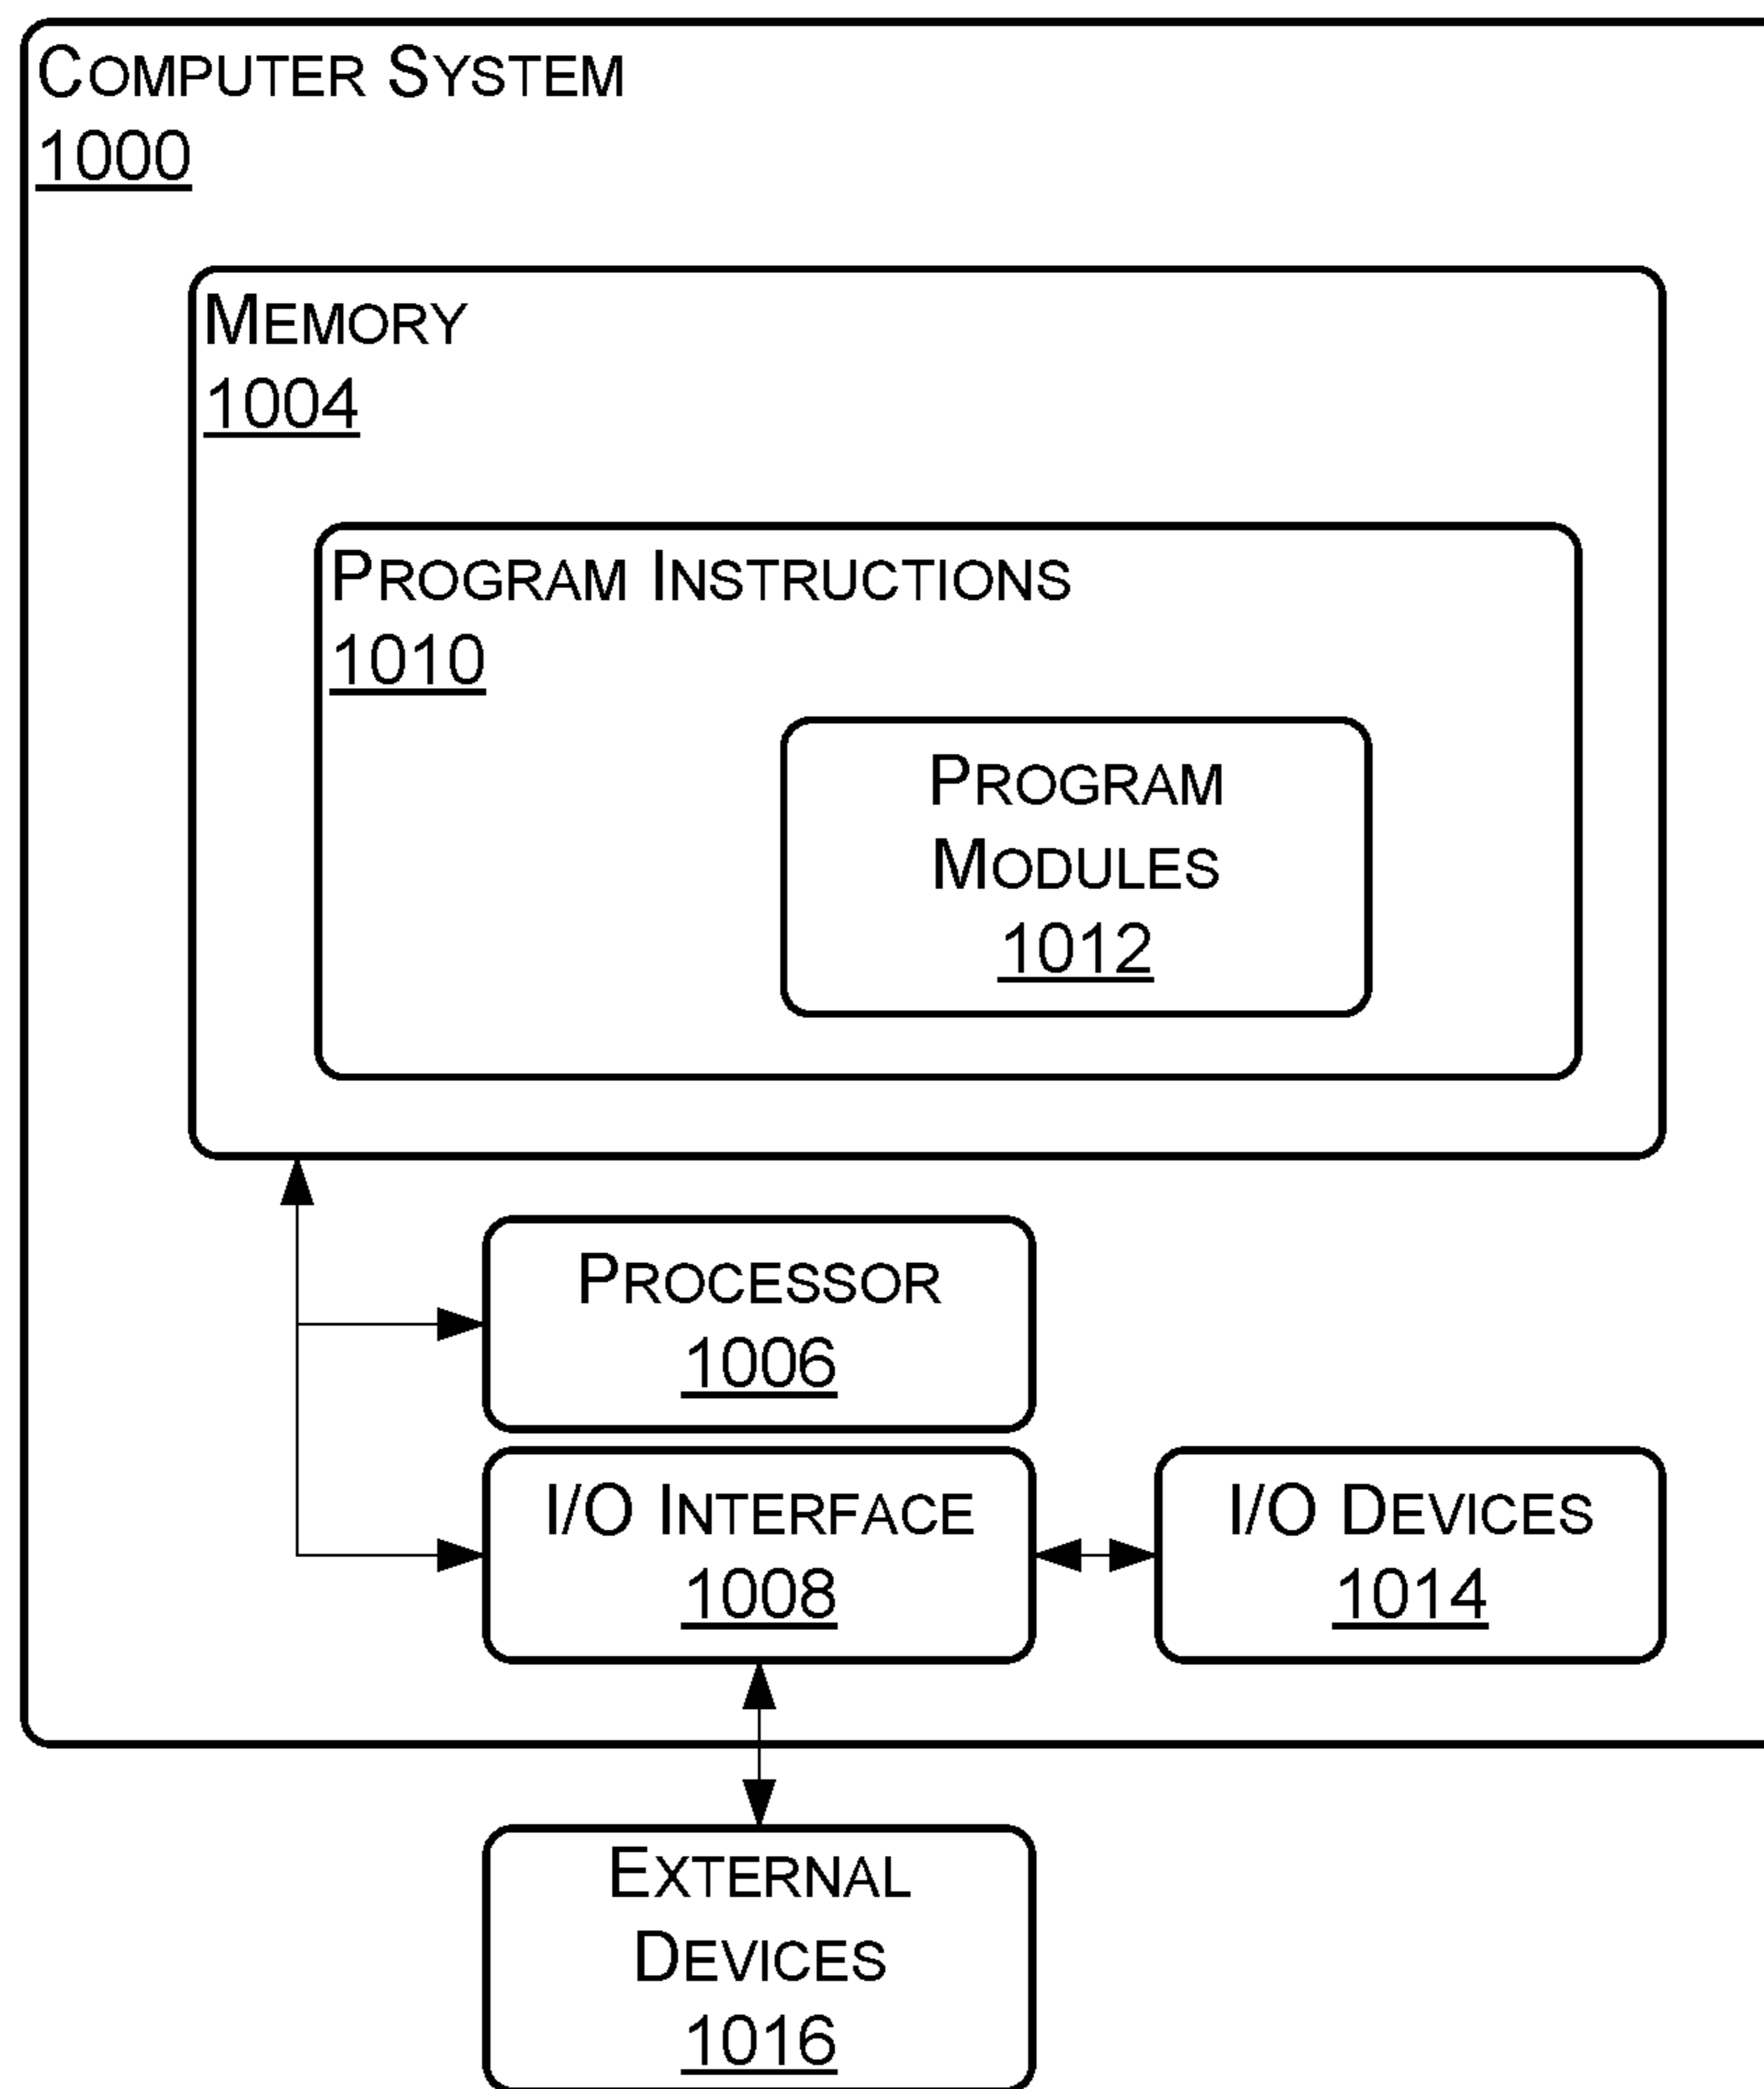 COMPUTER SYSTEM
1000
MEMORY
1004
PROGRAM INSTRUCTIONS
1010
PROGRAM
MODULES
1012
PROCESSOR
1006
I/O INTERFACE
1008
I/O DEVICES
1014
EXTERNAL
DEVICES
1016